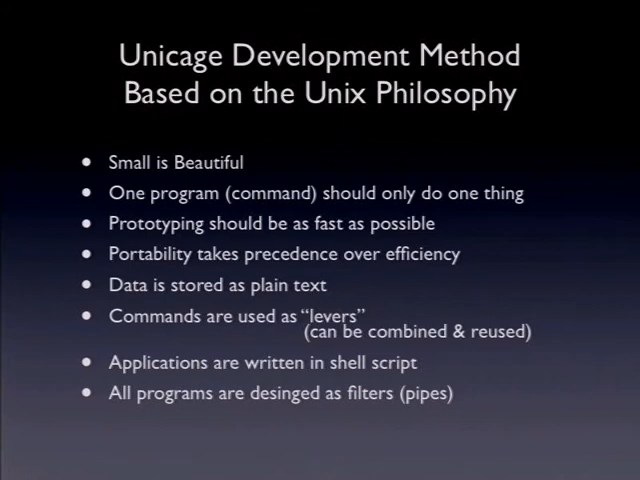 Unicage Development Method
Based on the Unix Philosophy
• Small is Beautiful
• One program (command) should only do one thing
• Prototyping should be as fast as possible
• Portability takes precedence over efficiency
• Data is stored as plain text
• Commands are used as “levers”
(can be combined & reused)
• Applications are written in shell script
• All programs are desinged as filters (pipes)